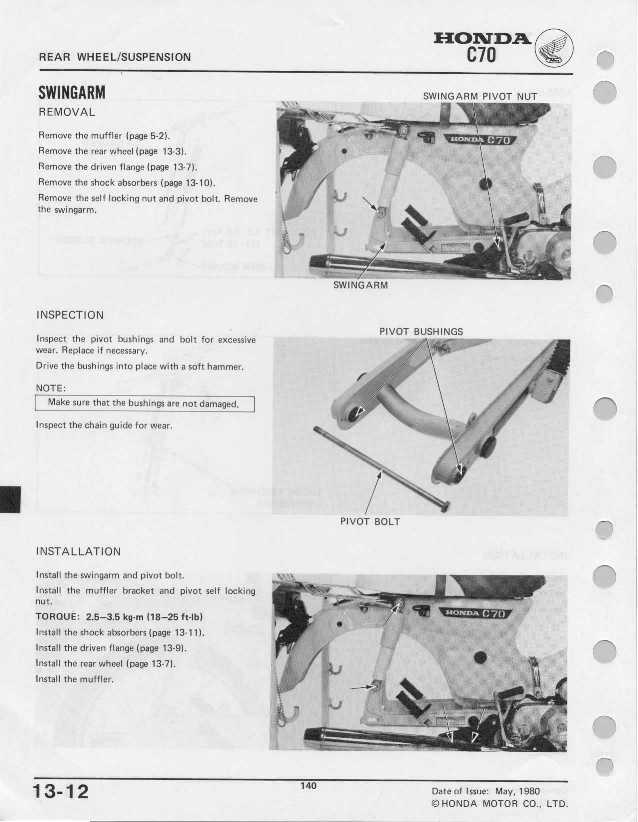 REAR WHEEL/SUSPENSION
HONDA
C70
SWINGARM
REMOVAL
Remove the muffler (page 5-2).
Remove the rear wheel (page 13-3).
Remove the driven flange (page 13-7).
Remove the shock absorbers (page 13-10).
Remove the self locking nut and pivot bolt. Remove
the swingarm.
SWINGARM PIVOT NUT
HONDA C70
SWINGARM
INSPECTION
Inspect the pivot bushings and bolt for excessive
wear. Replace if necessary.
Drive the bushings into place with a soft hammer.
NOTE:
Make sure that the bushings are not damaged.
Inspect the chain guide for wear.
PIVOT BUSHINGS
PIVOT BOLT
INSTALLATION
Install the swingarm and pivot bolt.
Install the muffler bracket and pivot self locking
nut.
TORQUE: 2.5–3.5 kg-m (18–25 ft-lb)
Install the shock absorbers (page 13-11).
Install the driven flange (page 13-9).
Install the rear wheel (page 13-7).
Install the muffler.
HONDA C70
13-12
140
Date of Issue: May, 1980
© HONDA MOTOR CO., LTD.